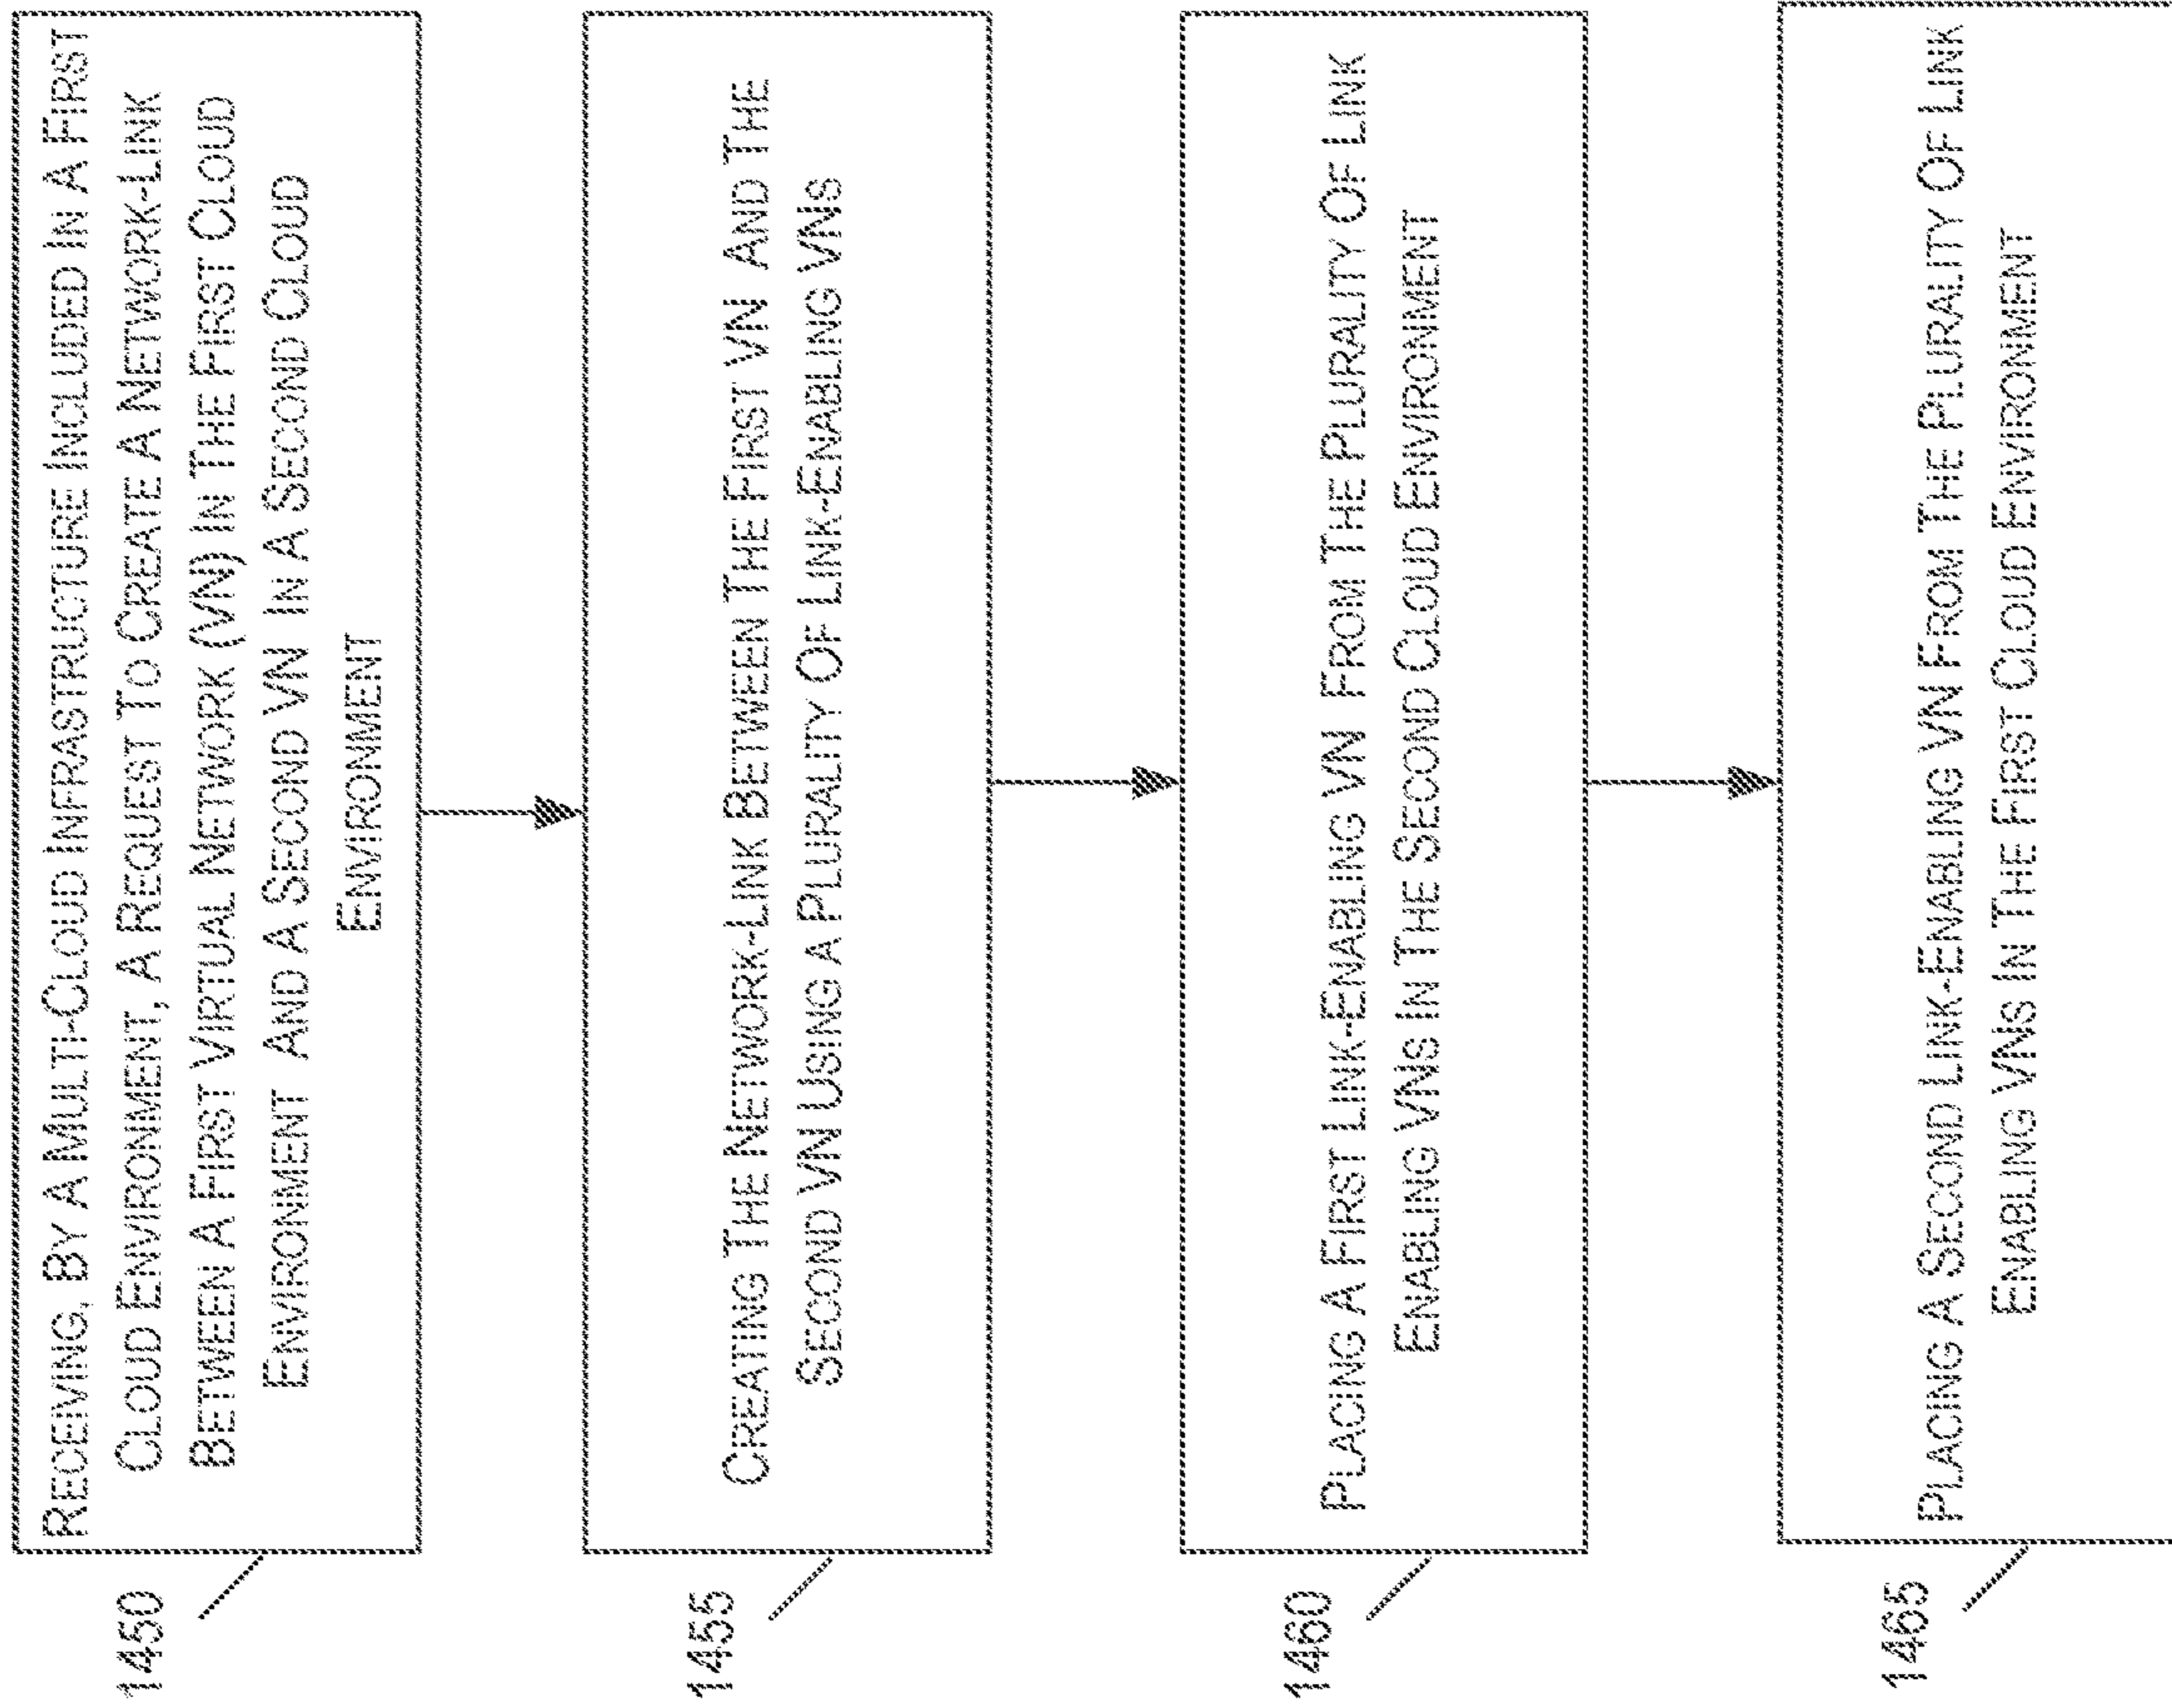 1450
RECEIVING, BY A MULTI-CLOUD INFRASTRUCTURE INCLUDED IN A FIRST
CLOUD ENVIRONMENT, A REQUEST TO CREATE A NETWORK-LINK
BETWEEN A FIRST VIRTUAL NETWORK (VN) IN THE FIRST CLOUD
ENVIRONMENT AND A SECOND VN IN A SECOND CLOUD
ENVIRONMENT
1455
CREATING THE NETWORK-LINK BETWEEN THE FIRST VN AND THE
SECOND VN USING A PLURALITY OF LINK-ENABLING VNS
1460
PLACING A FIRST LINK-ENABLING VN FROM THE PLURALITY OF LINK
ENABLING VNS IN THE SECOND CLOUD ENVIRONMENT
1465
PLACING A SECOND LINK-ENABLING VN FROM THE PLURALITY OF LINK
ENABLING VNS IN THE FIRST CLOUD ENVIRONMENT